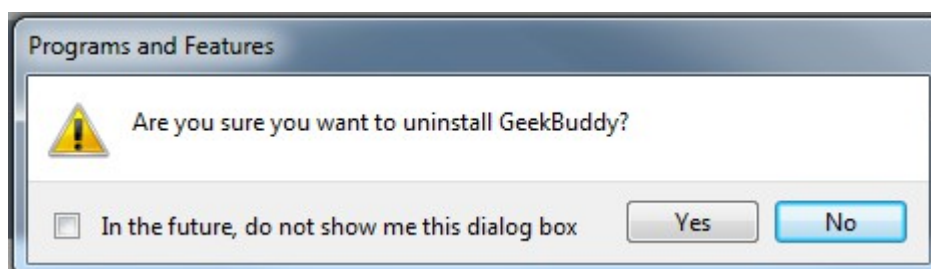 Programs and Features
Are you sure you want to uninstall GeekBuddy?
In the future, do not show me this dialog box
Yes
No